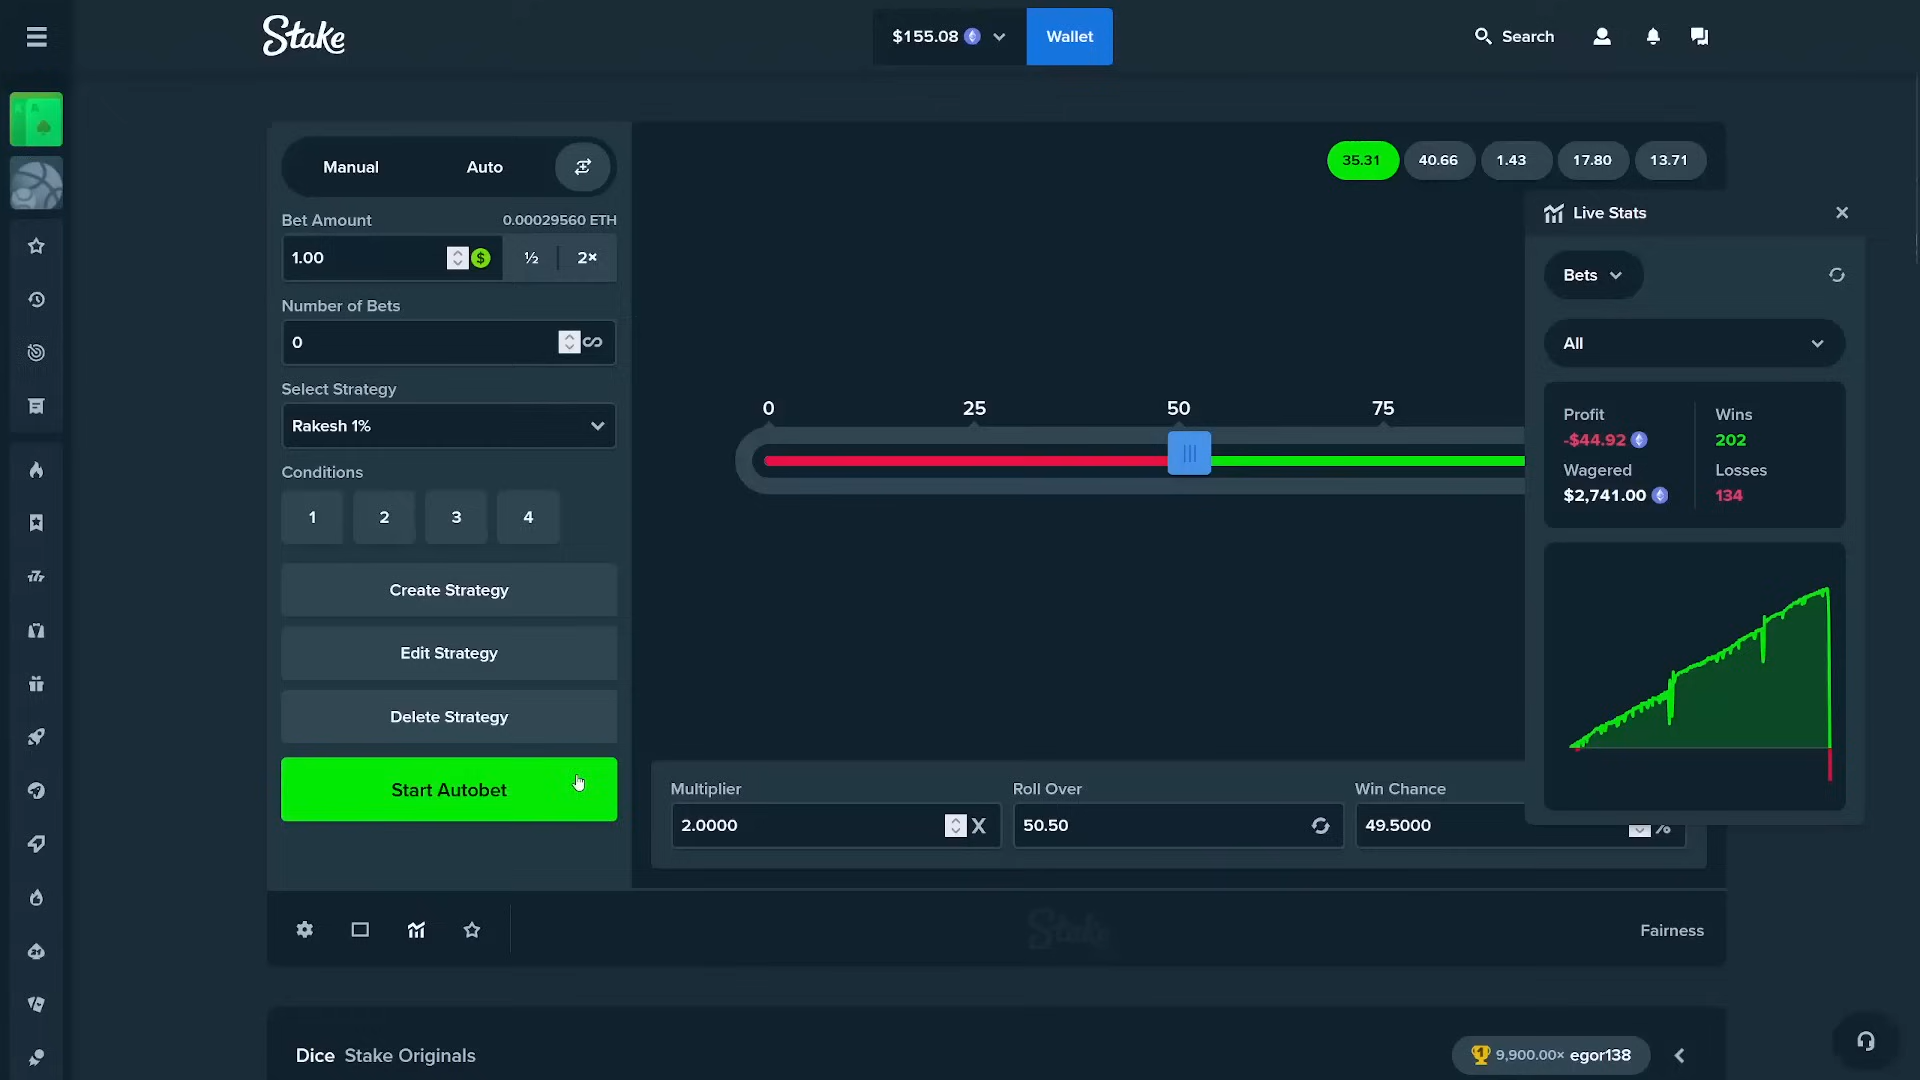 Stake
$155.08
Wallet
Search
Manual
Auto
35.31
40.66
1.43
17.80
13.71
Live Stats
Bet Amount
0.00029560 ETH
1.00
$
½
2×
Bets
Number of Bets
0
All
Select Strategy
Rakesh 1%
0
25
50
75
Profit
Wins
-$44.92
202
Wagered
Losses
$2,741.00
134
Conditions
1
2
3
4
Create Strategy
Edit Strategy
Delete Strategy
Start Autobet
Multiplier
Roll Over
Win Chance
2.0000
X
50.50
49.5000
%
Stake
Fairness
Dice
Stake Originals
9,900.00×
egor138